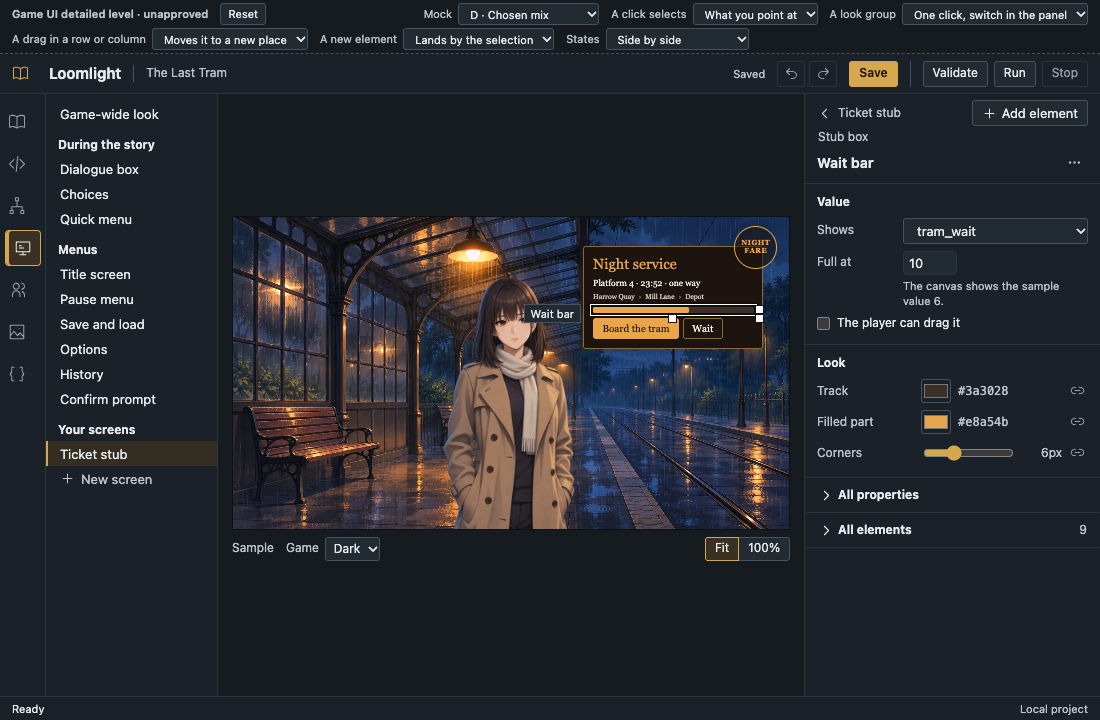 Game UI detailed level · unapproved Reset Mock D · Chosen mix A click selects What you point at A look group One click, switch in the panel
A drag in a row or column Moves it to a new place A new element Lands by the selection States Side by side
Loomlight The Last Tram Saved Save Validate Run Stop
Game-wide look
During the story
Dialogue box
Choices
Quick menu
Menus
Title screen
Pause menu
Save and load
Options
History
Confirm prompt
Your screens
Ticket stub
+ New screen
NIGHT
FARE
Night service
Platform 4 · 23:52 · one way
Harrow Quay › Mill Lane › Depot
Wait bar
Board the tram Wait
Sample Game Dark Fit 100%
Ticket stub + Add element
Stub box
Wait bar ···
Value
Shows tram_wait
Full at 10
The canvas shows the sample
value 6.
The player can drag it
Look
Track #3a3028
Filled part #e8a54b
Corners 6px
All properties
All elements 9
Ready Local project